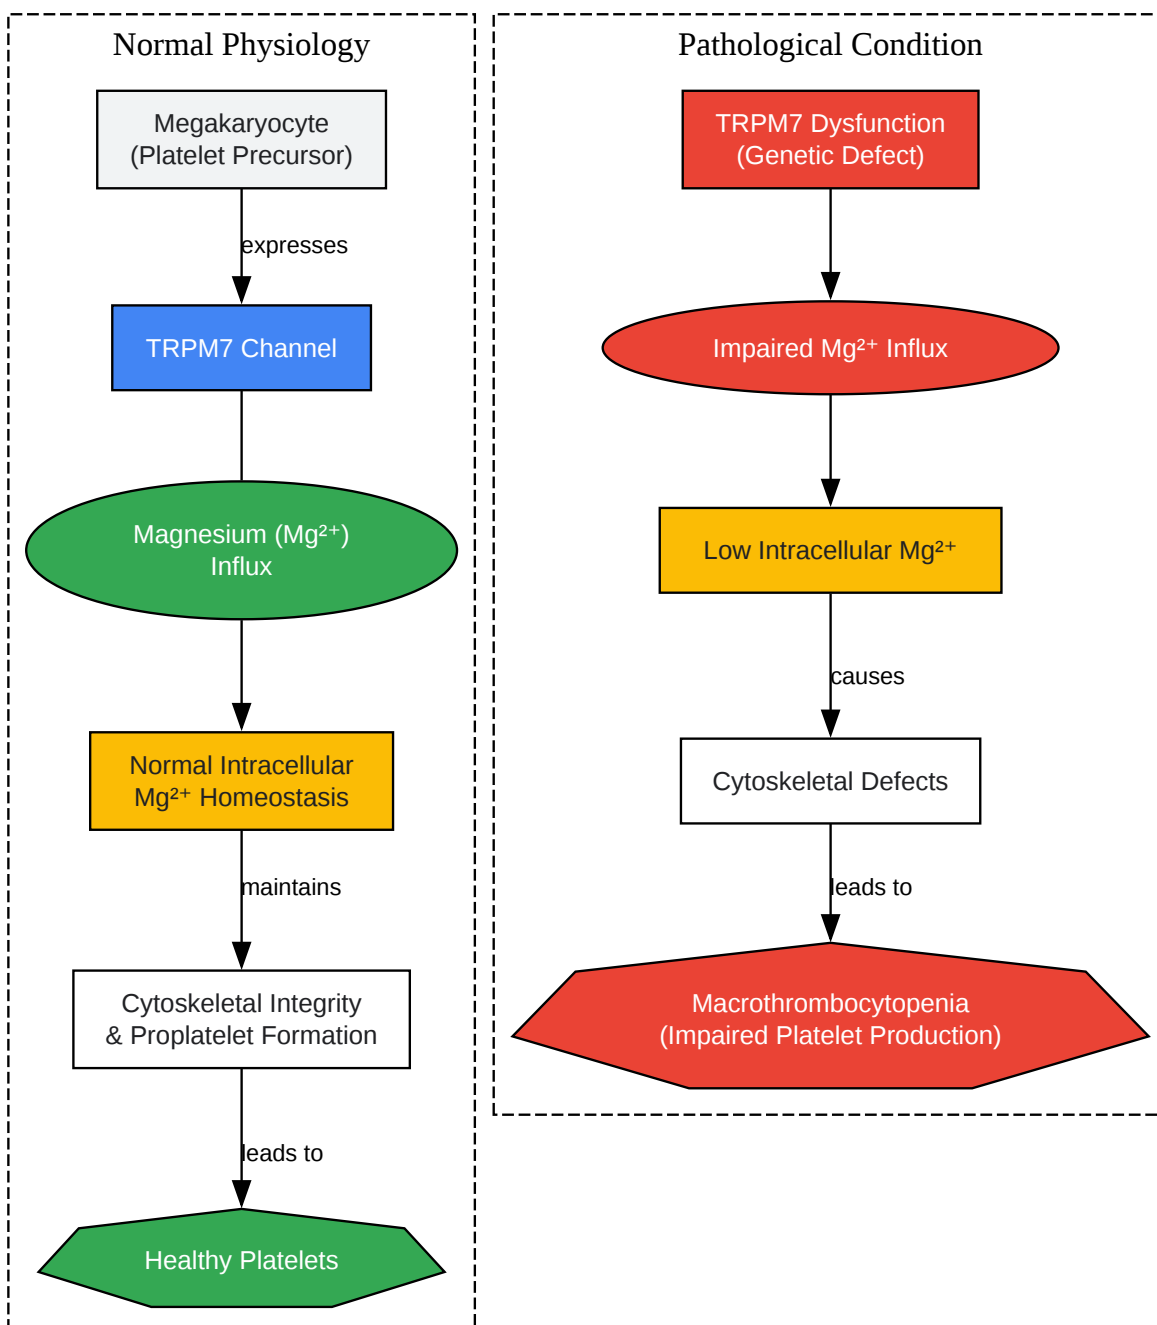 Normal Physiology
Megakaryocyte
(Platelet Precursor)
expresses
TRPM7 Channel
Magnesium (Mg²⁺)
Influx
Normal Intracellular
Mg²⁺ Homeostasis
maintains
Cytoskeletal Integrity
& Proplatelet Formation
leads to
Healthy Platelets
Pathological Condition
TRPM7 Dysfunction
(Genetic Defect)
Impaired Mg²⁺ Influx
Low Intracellular Mg²⁺
causes
Cytoskeletal Defects
leads to
Macrothrombocytopenia
(Impaired Platelet Production)